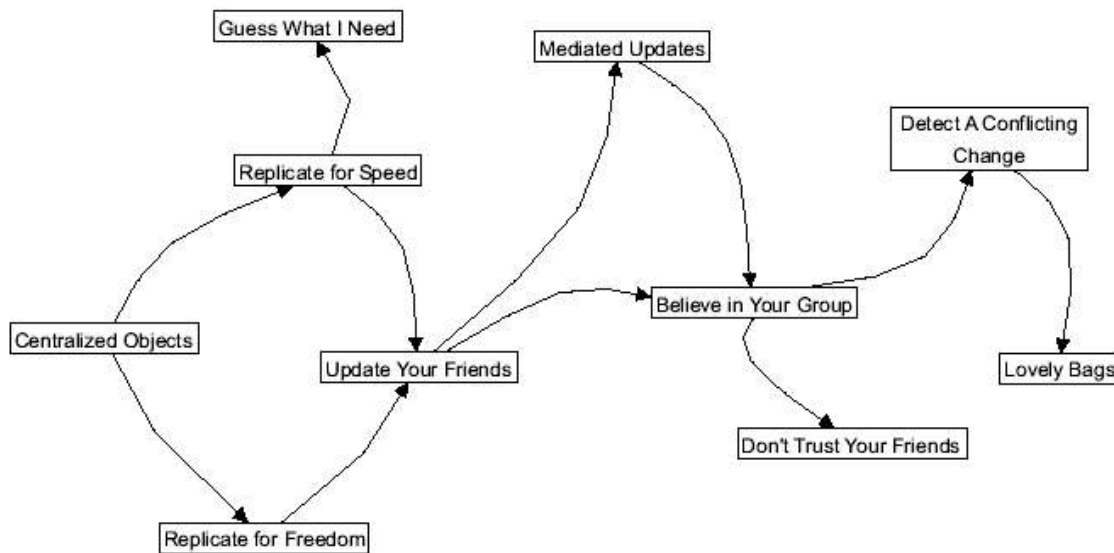 Guess What I Need
Mediated Updates
Detect A Conflicting
Change
Replicate for Speed
Believe in Your Group
Centralized Objects
Update Your Friends
Lovely Bags
Don't Trust Your Friends
Replicate for Freedom